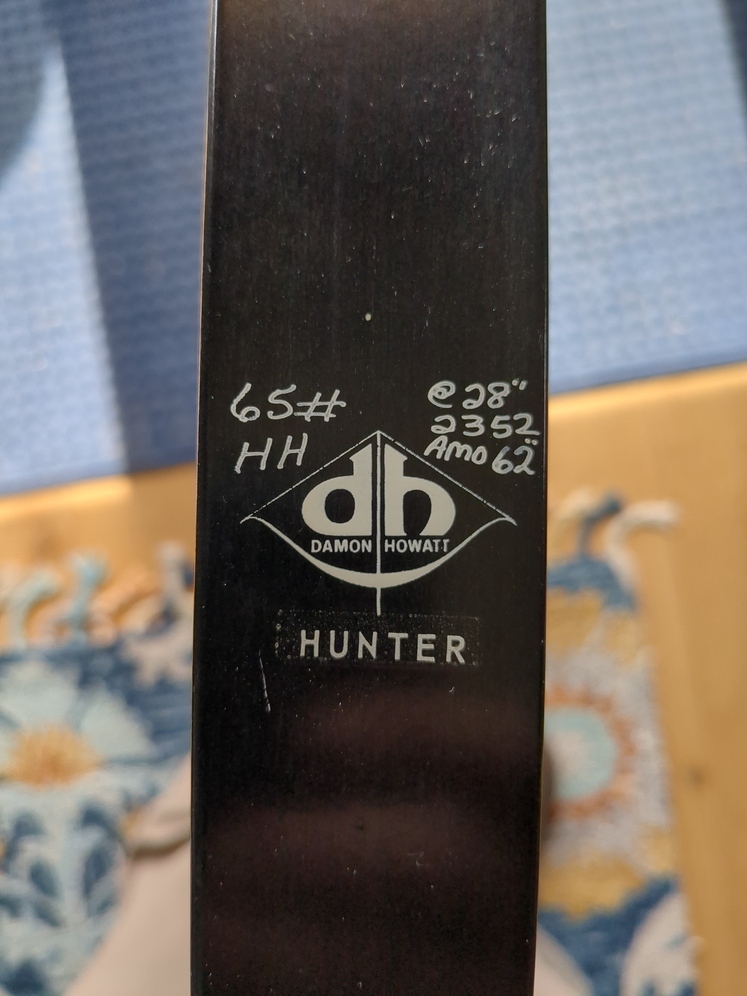 65#
HH
@ 28"
2352
AMO 62"
dh
DAMON HOWATT
HUNTER